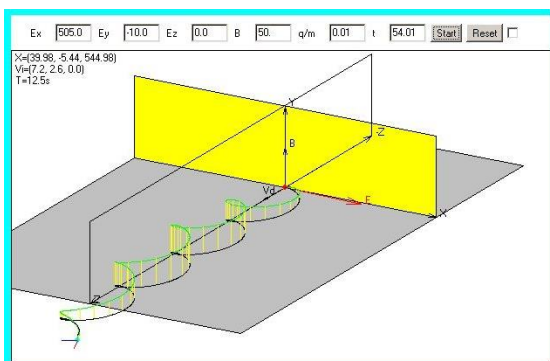 Ex 505.0 Ey -10.0 Ez 0.0 B 50. q/m 0.01 t 54.01 Start Reset
X=(39.98, -5.44, 544.98)
Vi=(7.2, 2.6, 0.0)
T=12.5s
Y
B
-Z
Vd
E
X
Z